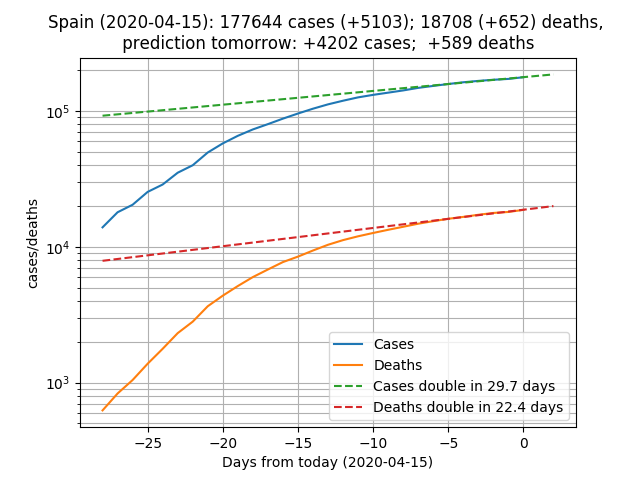 Spain (2020-04-15): 177644 cases (+5103); 18708 (+652) deaths,
prediction tomorrow: +4202 cases;  +589 deaths
cases/deaths
10^5
10^4
10^3
Cases
Deaths
Cases double in 29.7 days
Deaths double in 22.4 days
−25 −20 −15 −10 −5 0
Days from today (2020-04-15)